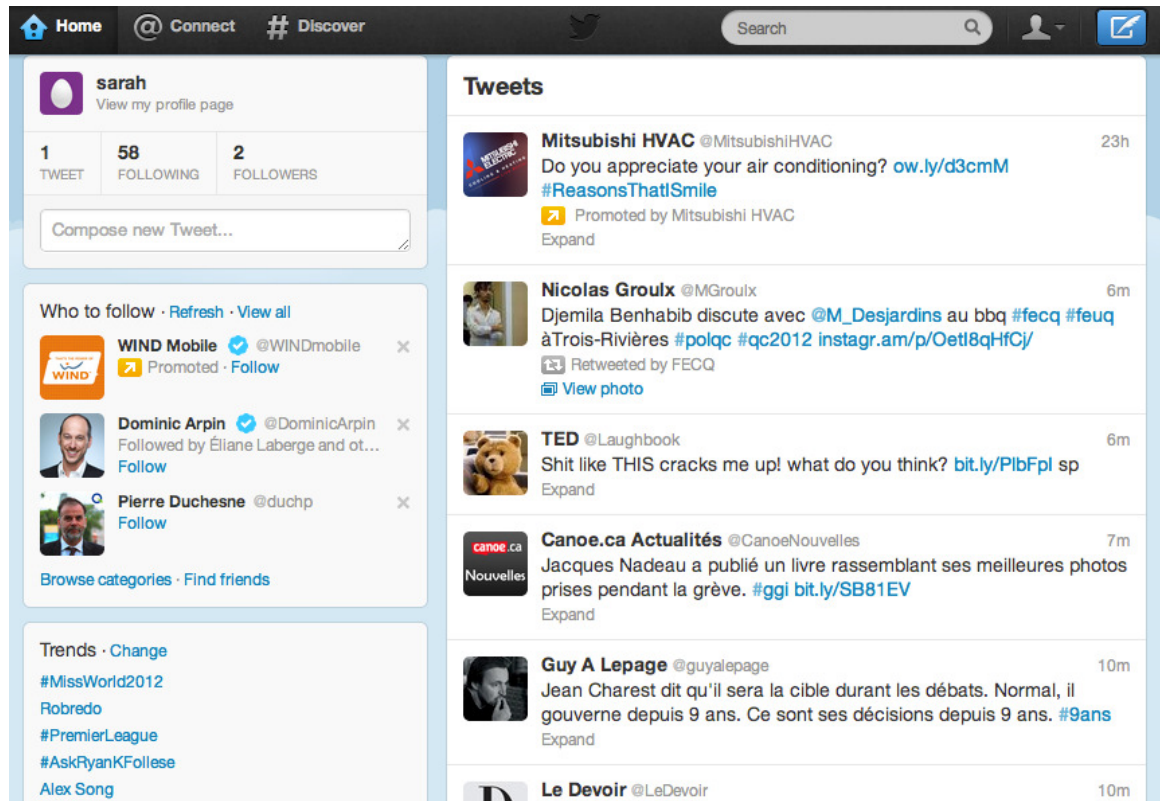 Home @ Connect # Discover Search
sarah
View my profile page
1 58 2
TWEET FOLLOWING FOLLOWERS
Compose new Tweet...
Who to follow · Refresh · View all
WIND Mobile @WINDmobile
Promoted · Follow
WIND
Dominic Arpin @DominicArpin
Followed by Éliane Laberge and ot...
Follow
Pierre Duchesne @duchp
Follow
Browse categories · Find friends
Trends · Change
#MissWorld2012
Robredo
#PremierLeague
#AskRyanKFollese
Alex Song
Tweets
Mitsubishi HVAC @MitsubishiHVAC 23h
MITSUBISHI
ELECTRIC
COOLING & HEATING
Do you appreciate your air conditioning? ow.ly/d3cmM
#ReasonsThatISmile
Promoted by Mitsubishi HVAC
Expand
Nicolas Groulx @MGroulx 6m
Djemila Benhabib discute avec @M_Desjardins au bbq #fecq #feuq
àTrois-Rivières #polqc #qc2012 instagr.am/p/OetI8qHfCj/
Retweeted by FECQ
View photo
TED @Laughbook 6m
Shit like THIS cracks me up! what do you think? bit.ly/PlbFpl sp
Expand
Canoe.ca Actualités @CanoeNouvelles 7m
canoe.ca
Nouvelles
Jacques Nadeau a publié un livre rassemblant ses meilleures photos
prises pendant la grève. #ggi bit.ly/SB81EV
Expand
Guy A Lepage @guyalepage 10m
Jean Charest dit qu'il sera la cible durant les débats. Normal, il
gouverne depuis 9 ans. Ce sont ses décisions depuis 9 ans. #9ans
Expand
D
Le Devoir @LeDevoir 10m